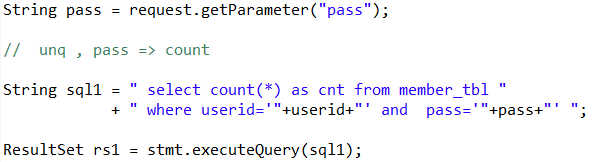 String pass = request.getParameter("pass");
//  unq , pass => count
String sql1 = " select count(*) as cnt from member_tbl "
+ " where userid='"+userid+"' and  pass='"+pass+"' ";
ResultSet rs1 = stmt.executeQuery(sql1);